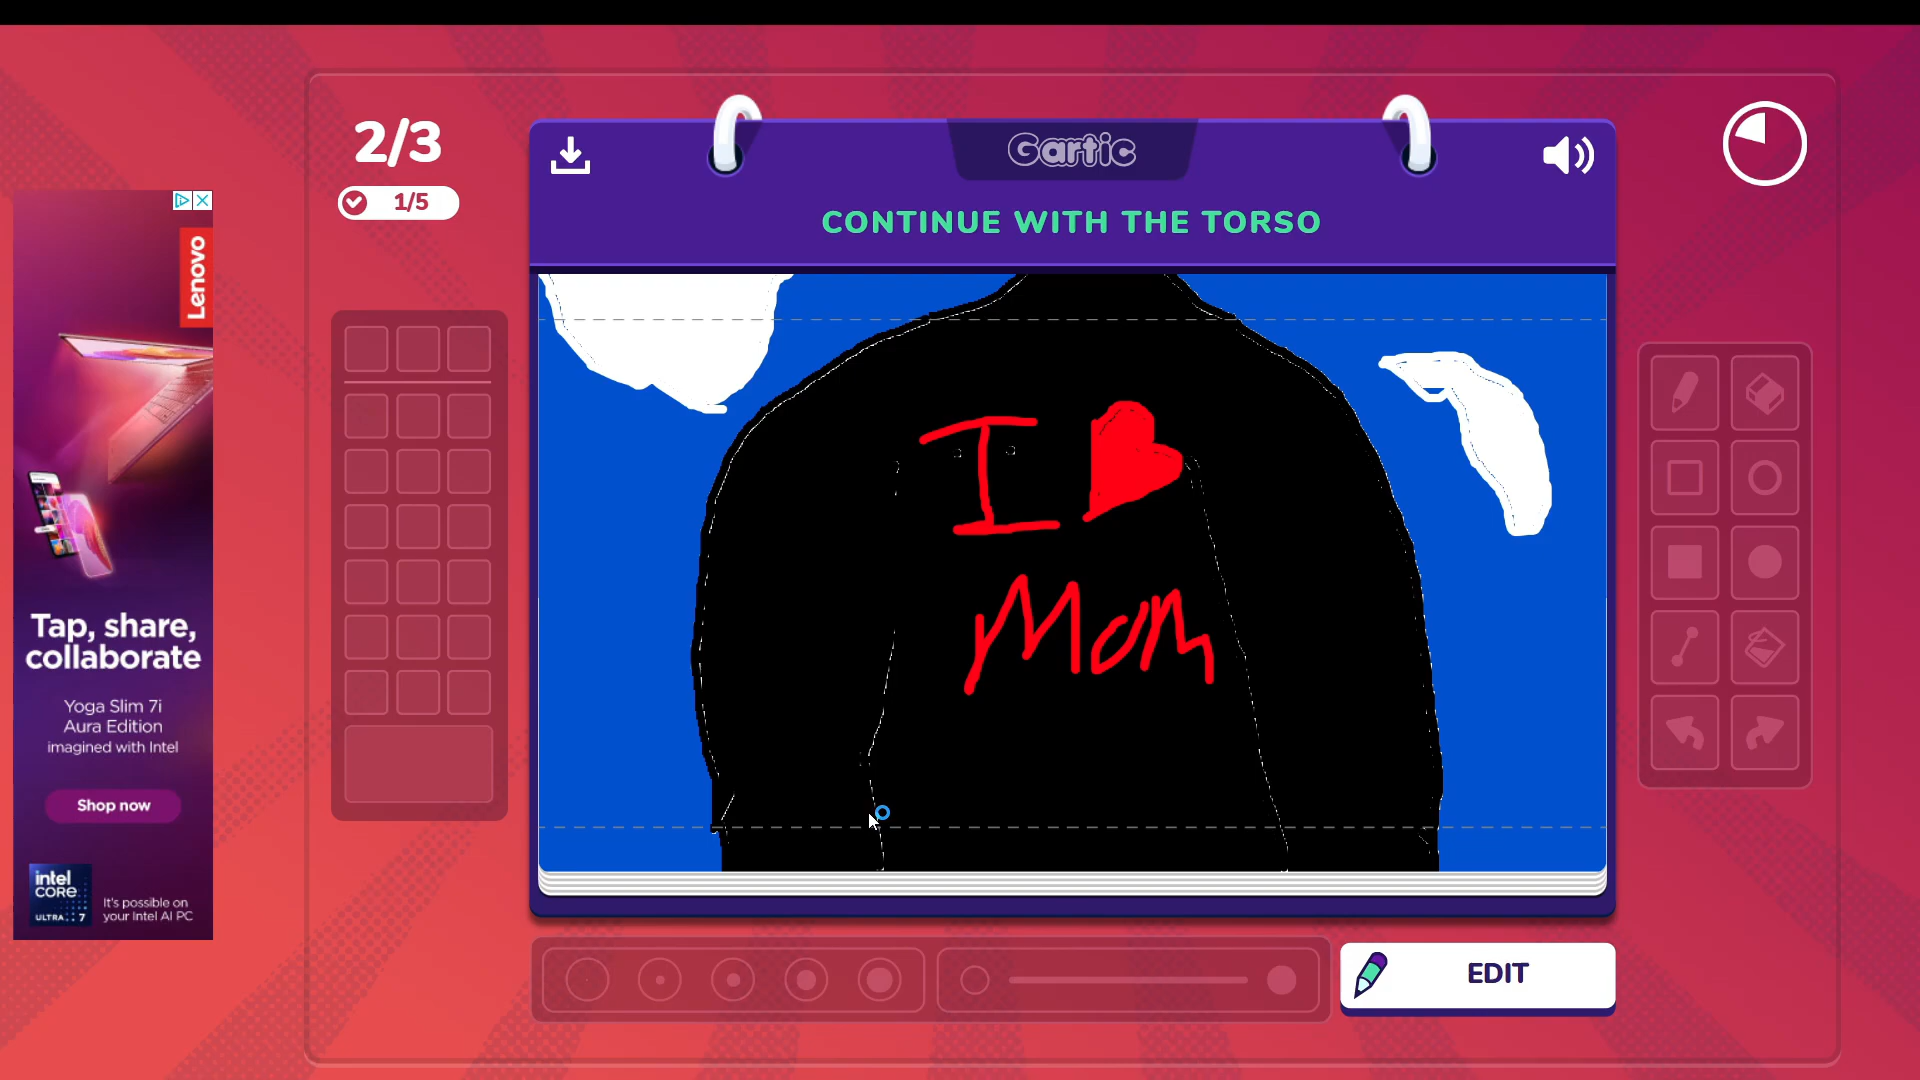 2/3
1/5
Gartic
CONTINUE WITH THE TORSO
I
Mom
EDIT
Lenovo
Tap, share,
collaborate
Yoga Slim 7i
Aura Edition
imagined with Intel
Shop now
intel
CORE
ULTRA 7
It's possible on
your Intel AI PC